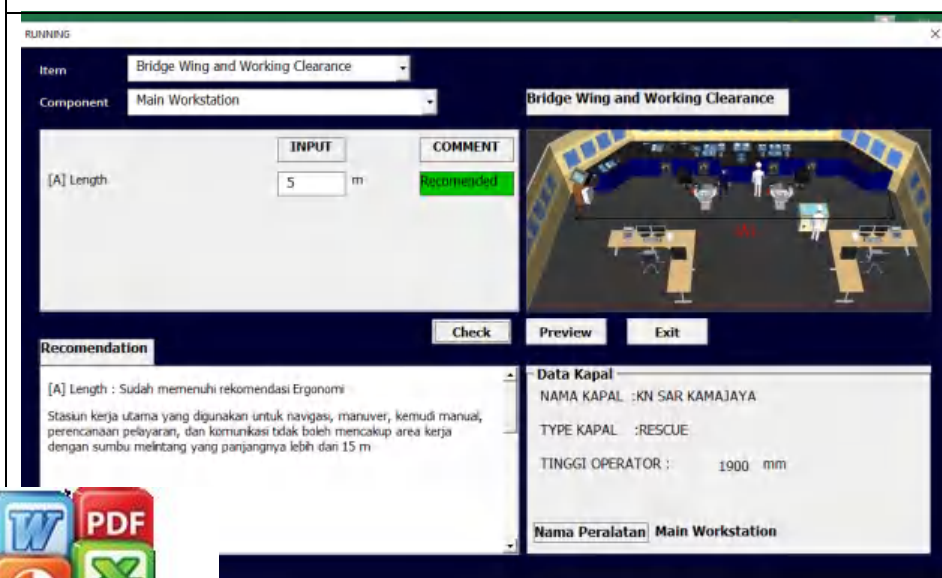 RUNNING
Item
Bridge Wing and Working Clearance
Component
Main Workstation
Bridge Wing and Working Clearance
INPUT
COMMENT
[A] Length
5
m
Recomended
(A)
Check
Preview
Exit
Recomendation
[A] Length : Sudah memenuhi rekomendasi Ergonomi
Stasiun kerja utama yang digunakan untuk navigasi, manuver, kemudi manual,
perencanaan pelayaran, dan komunikasi tidak boleh mencakup area kerja
dengan sumbu melintang yang panjangnya lebih dari 15 m
Data Kapal
NAMA KAPAL :KN SAR KAMAJAYA
TYPE KAPAL :RESCUE
TINGGI OPERATOR : 1900 mm
Nama Peralatan Main Workstation
W
PDF
X